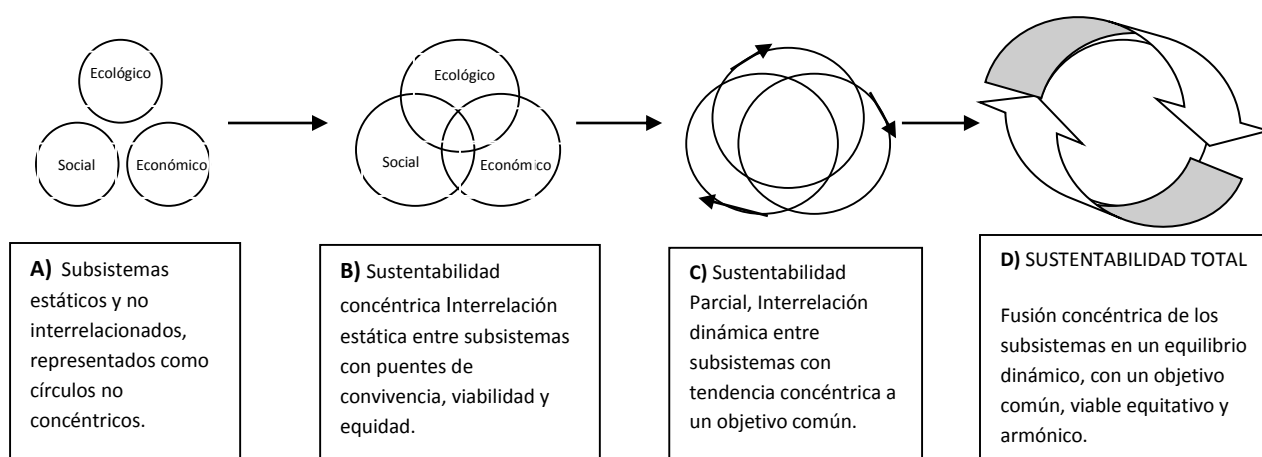 Ecológico
Social
Económico
Ecológico
Social
Económico
A) Subsistemas
estáticos y no
interrelacionados,
representados como
círculos no
concéntricos.
B) Sustentabilidad
concéntrica Interrelación
estática entre subsistemas
con puentes de
convivencia, viabilidad y
equidad.
C) Sustentabilidad
Parcial, Interrelación
dinámica entre
subsistemas con
tendencia concéntrica a
un objetivo común.
D) SUSTENTABILIDAD TOTAL
Fusión concéntrica de los
subsistemas en un equilibrio
dinámico, con un objetivo
común, viable equitativo y
armónico.